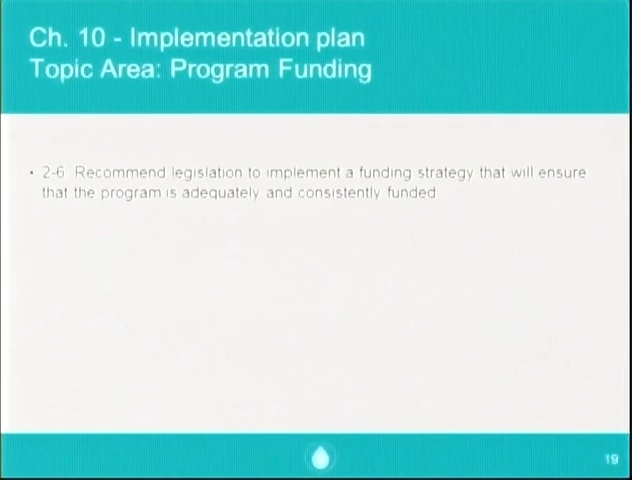 Ch. 10 - Implementation plan
Topic Area: Program Funding
• 2-6 Recommend legislation to implement a funding strategy that will ensure
that the program is adequately and consistently funded
19